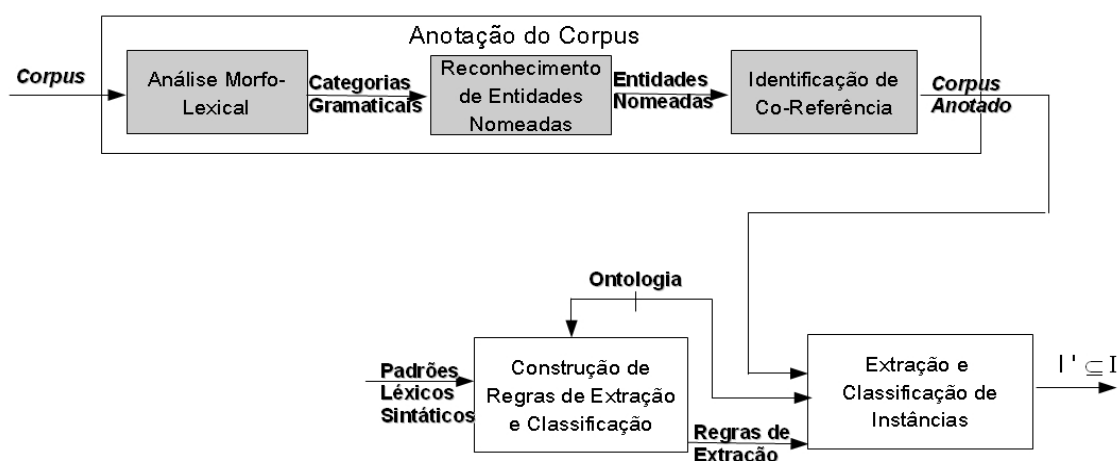 Anotação do Corpus
Corpus
Análise Morfo-
Lexical
Categorias
Gramaticais
Reconhecimento
de Entidades
Nomeadas
Entidades
Nomeadas
Identificação de
Co-Referência
Corpus
Anotado
Ontologia
Padrões
Léxicos
Sintáticos
Construção de
Regras de Extração
e Classificação
Regras de
Extração
Extração e
Classificação de
Instâncias
I ' ⊆ I